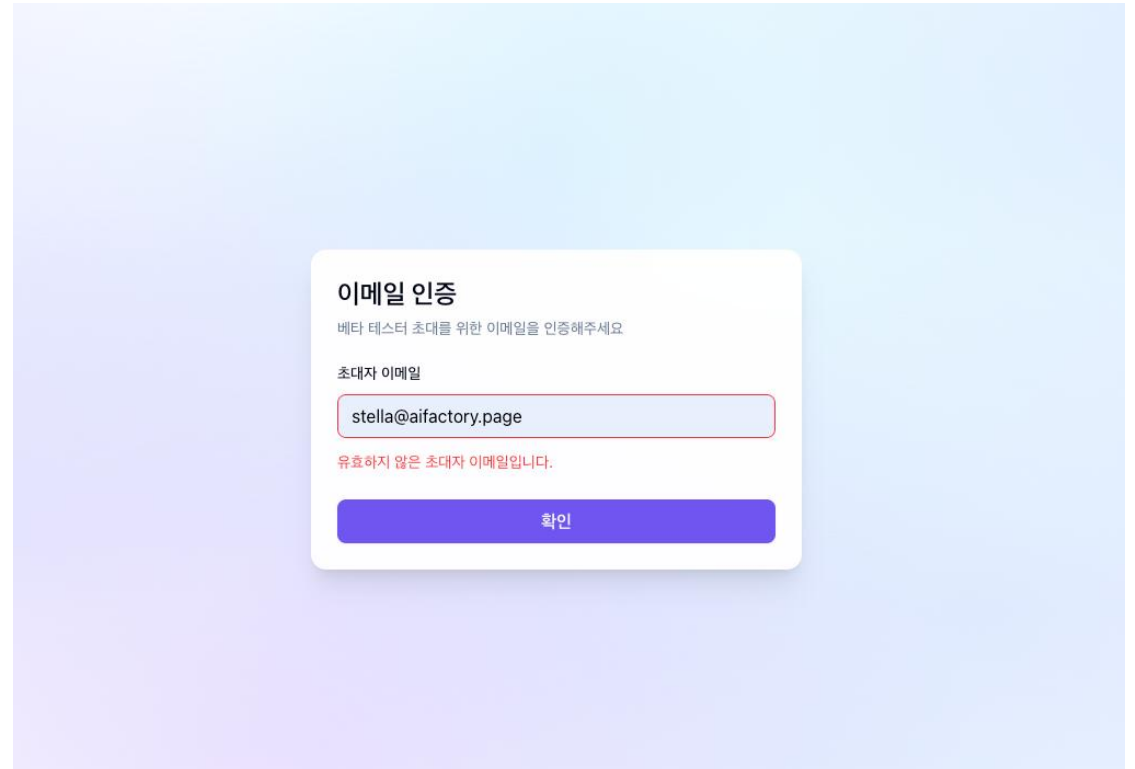 이메일 인증
베타 테스터 초대를 위한 이메일을 인증해주세요
초대자 이메일
stella@aifactory.page
유효하지 않은 초대자 이메일입니다.
확인